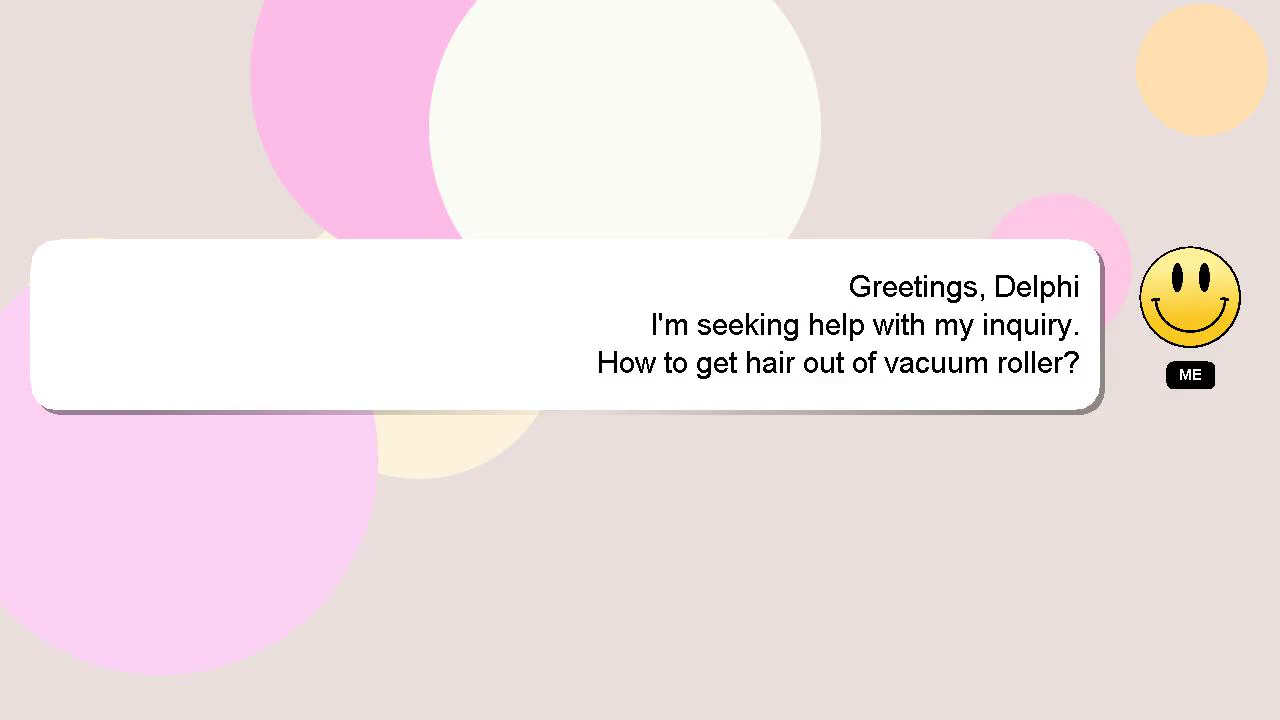 Greetings, Delphi
I'm seeking help with my inquiry.
How to get hair out of vacuum roller?
ME